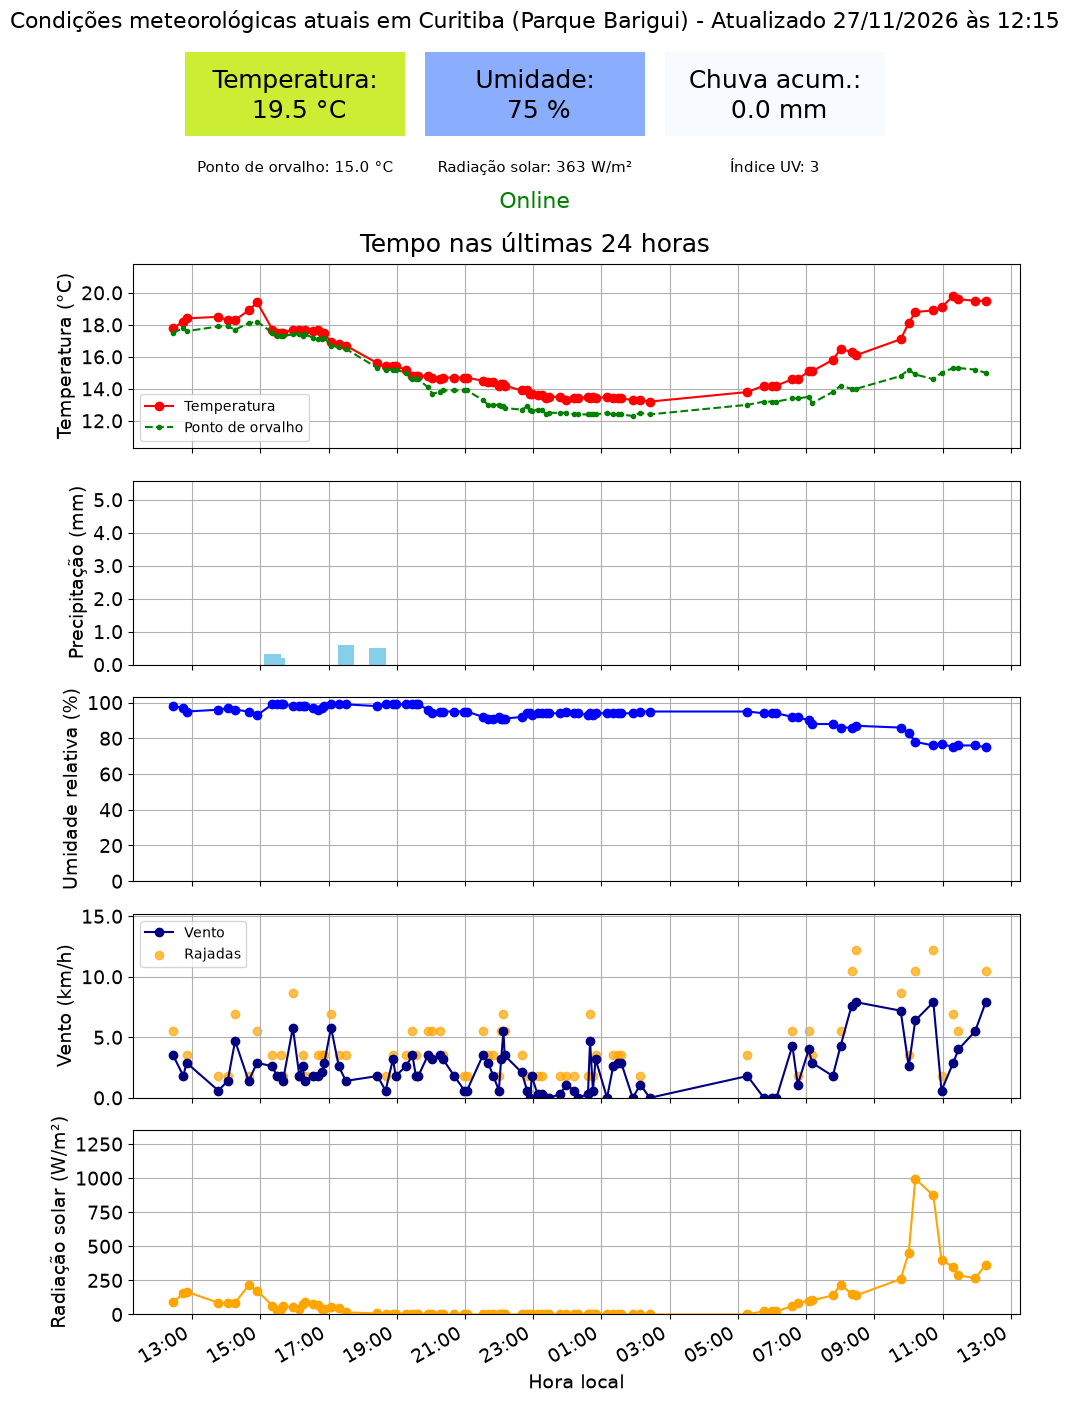 Condições meteorológicas atuais em Curitiba (Parque Barigui) - Atualizado 27/11/2026 às 12:15
Temperatura:
19.5 °C
Umidade:
75 %
Chuva acum.:
0.0 mm
Ponto de orvalho: 15.0 °C
Radiação solar: 363 W/m²
Índice UV: 3
Online
Tempo nas últimas 24 horas
Temperatura (°C)
20.0
18.0
16.0
14.0
12.0
Temperatura
Ponto de orvalho
Precipitação (mm)
5.0
4.0
3.0
2.0
1.0
0.0
Umidade relativa (%)
100
80
60
40
20
0
Vento (km/h)
15.0
10.0
5.0
0.0
Vento
Rajadas
Radiação solar (W/m²)
1250
1000
750
500
250
0
13:00
15:00
17:00
19:00
21:00
23:00
01:00
03:00
05:00
07:00
09:00
11:00
13:00
Hora local